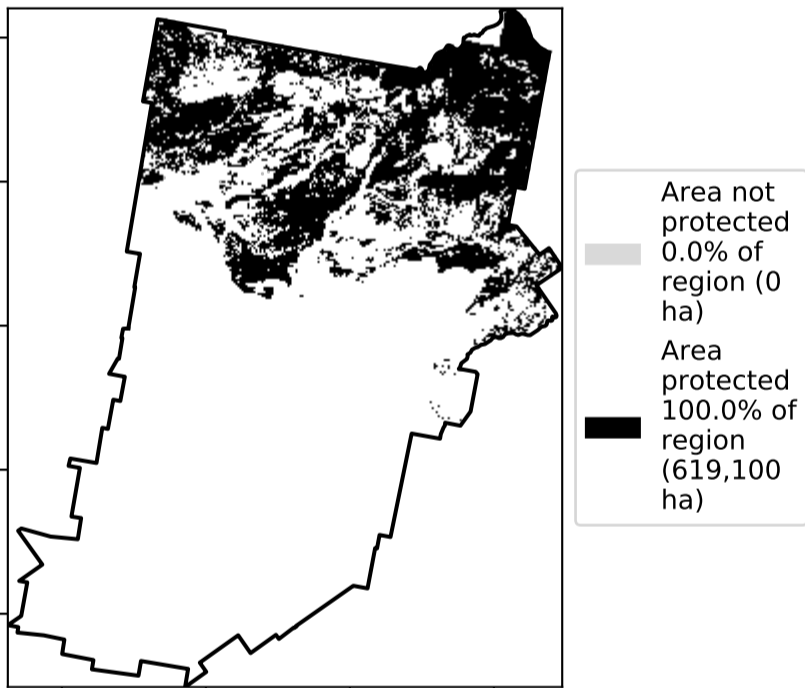 Area not
protected
0.0% of
region (0
ha)
Area
protected
100.0% of
region
(619,100
ha)